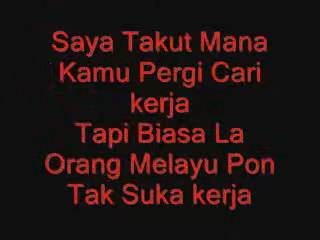 Saya Takut Mana
Kamu Pergi Cari
kerja
Tapi Biasa La
Orang Melayu Pon
Tak Suka kerja